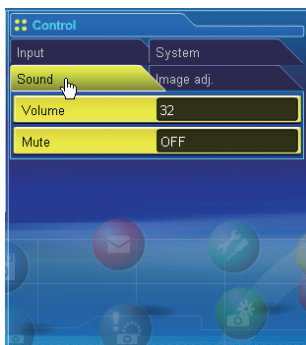 Control
Input System
Sound Image adj.
Volume 32
Mute OFF